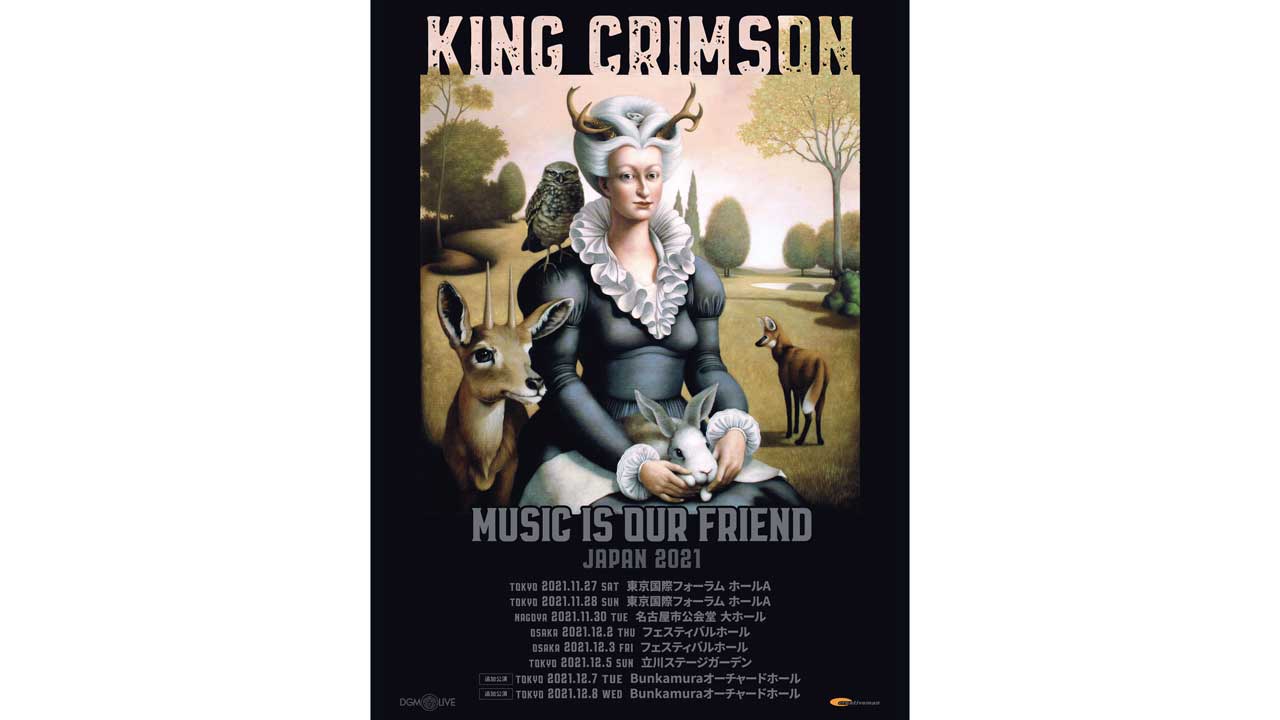 KING CRIMSON
MUSIC IS OUR FRIEND
JAPAN 2021
TOKYO 2021.11.27 SAT 東京国際フォーラム ホールA
TOKYO 2021.11.28 SUN 東京国際フォーラム ホールA
NAGOYA 2021.11.30 TUE 名古屋市公会堂 大ホール
OSAKA 2021.12.2 THU フェスティバルホール
OSAKA 2021.12.3 FRI フェスティバルホール
TOKYO 2021.12.5 SUN 立川ステージガーデン
追加公演 TOKYO 2021.12.7 TUE Bunkamuraオーチャードホール
追加公演 TOKYO 2021.12.8 WED Bunkamuraオーチャードホール
DGM LIVE
creativeman